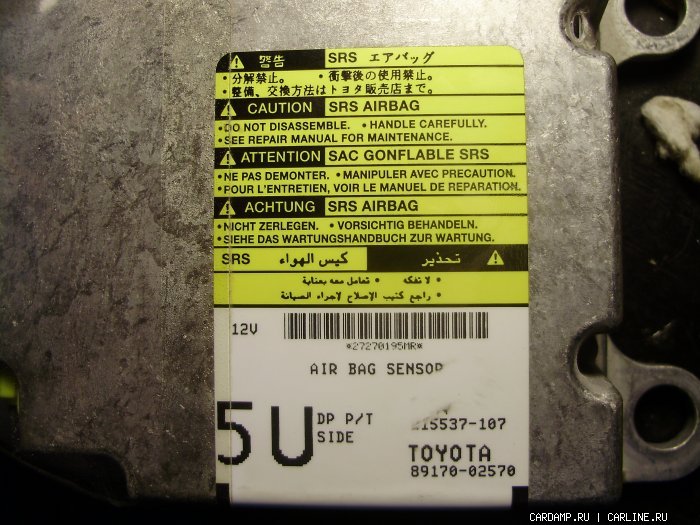 警告 SRS エアバッグ
・分解禁止。 ・衝撃後の使用禁止。
・整備、交換方法はトヨタ販売店まで。
CAUTION SRS AIRBAG
•DO NOT DISASSEMBLE. •HANDLE CAREFULLY.
•SEE REPAIR MANUAL FOR MAINTENANCE.
ATTENTION SAC GONFLABLE SRS
•NE PAS DEMONTER. •MANIPULER AVEC PRECAUTION.
•POUR L'ENTRETIEN, VOIR LE MANUEL DE REPARATION.
ACHTUNG SRS AIRBAG
•NICHT ZERLEGEN. •VORSICHTIG BEHANDELN.
•SIEHE DAS WARTUNGSHANDBUCH ZUR WARTUNG.
تحذير كيس الهواء SRS
• لا تفكه • تعامل معه بعناية
• راجع كتيب الإصلاح لإجراء الصيانة
12V
*27270195MR*
AIR BAG SENSOR
5U DP P/T
SIDE
15537-107
TOYOTA
89170-02570
CARDAMP.RU | CARLINE.RU